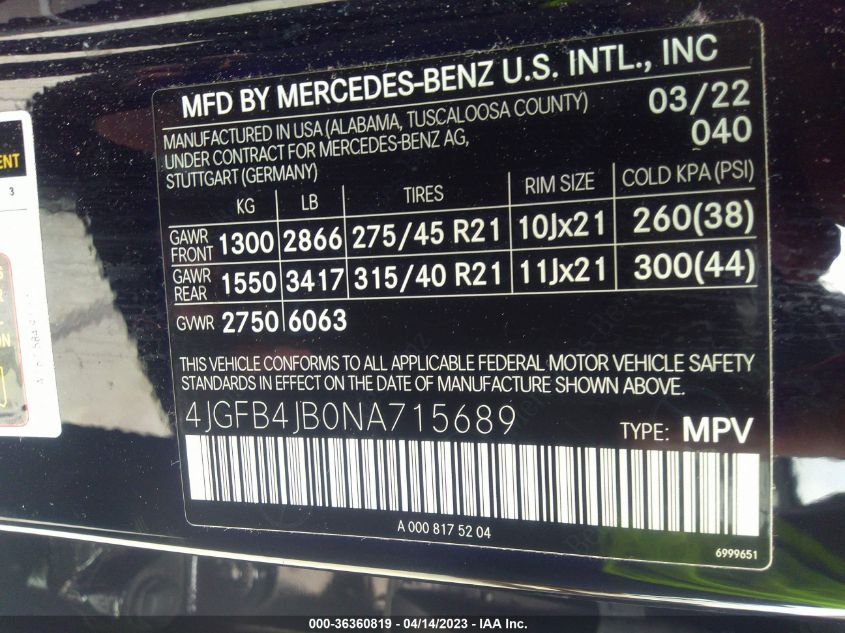 MFD BY MERCEDES-BENZ U.S. INTL., INC
MANUFACTURED IN USA (ALABAMA, TUSCALOOSA COUNTY) 03/22
UNDER CONTRACT FOR MERCEDES-BENZ AG, 040
STUTTGART (GERMANY)
KG LB TIRES RIM SIZE COLD KPA (PSI)
GAWR FRONT 1300 2866 275/45 R21 10Jx21 260(38)
GAWR REAR 1550 3417 315/40 R21 11Jx21 300(44)
GVWR 2750 6063
THIS VEHICLE CONFORMS TO ALL APPLICABLE FEDERAL MOTOR VEHICLE SAFETY
STANDARDS IN EFFECT ON THE DATE OF MANUFACTURE SHOWN ABOVE.
4JGFB4JB0NA715689 TYPE: MPV
A 000 817 52 04
6999651
3
000-36360819 - 04/14/2023 - IAA Inc.